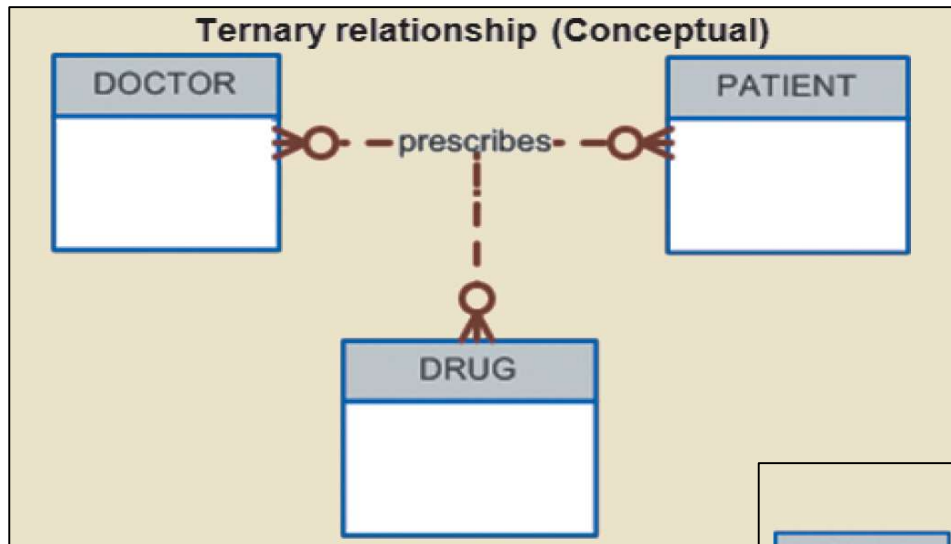 Ternary relationship (Conceptual)
DOCTOR
PATIENT
prescribes
DRUG